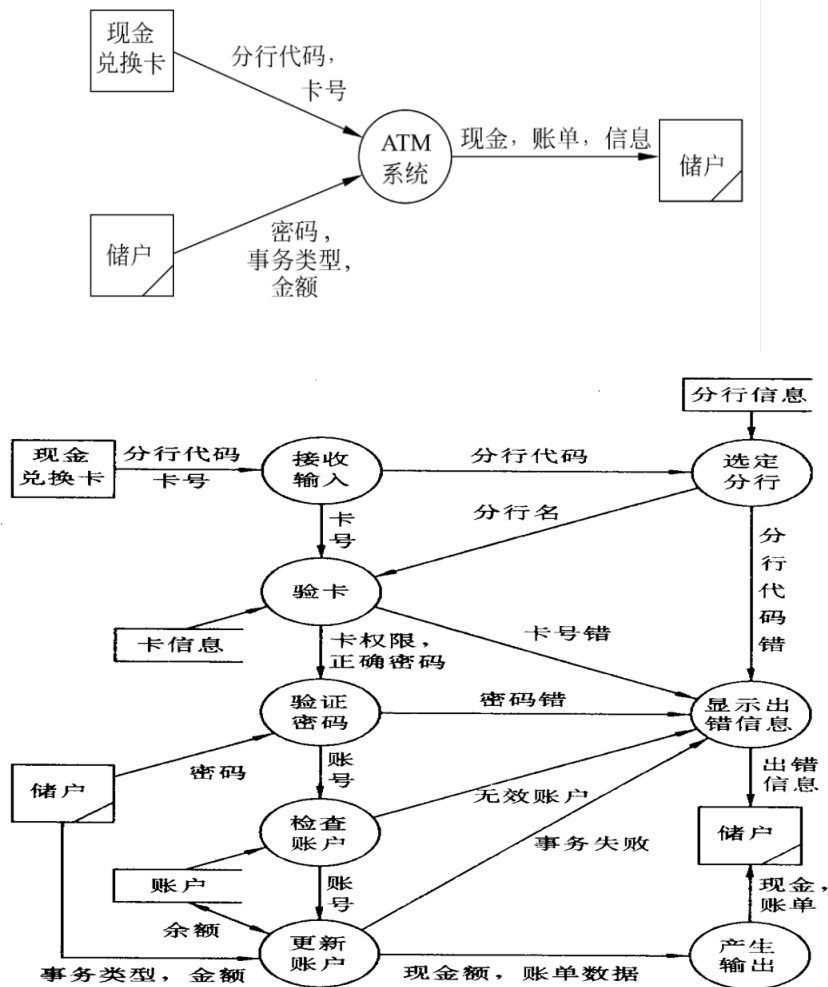 现金
兑换卡
分行代码，
卡号
ATM
系统
现金，账单，信息
储户
储户
密码，
事务类型，
金额
分行信息
现金
兑换卡
分行代码
卡号
接收
输入
分行代码
选定
分行
卡号
分行名
分行代码错
验卡
卡信息
卡权限，
正确密码
卡号错
验证
密码
密码错
显示出
错信息
储户
密码
账号
无效账户
出错
信息
检查
账户
储户
账户
账号
事务失败
余额
更新
账户
现金，
账单
产生
输出
事务类型，金额
现金额，账单数据